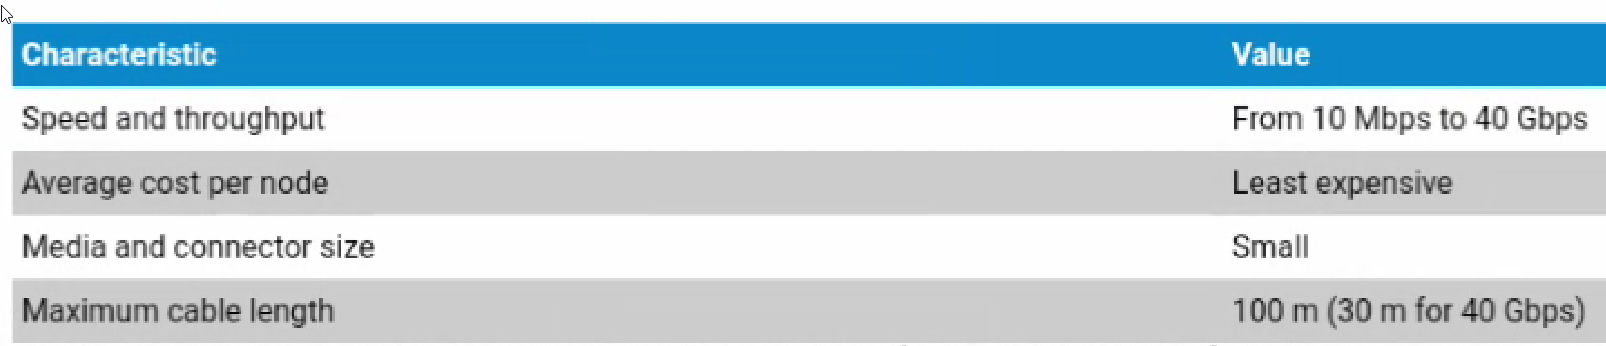 Characteristic Value
Speed and throughput From 10 Mbps to 40 Gbps
Average cost per node Least expensive
Media and connector size Small
Maximum cable length 100 m (30 m for 40 Gbps)